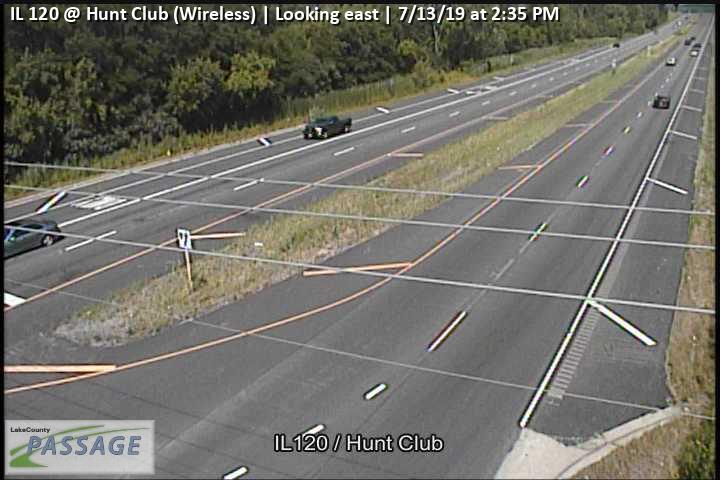 IL 120 @ Hunt Club (Wireless) | Looking east | 7/13/19 at 2:35 PM
LakeCounty
PASSAGE
IL120 / Hunt Club